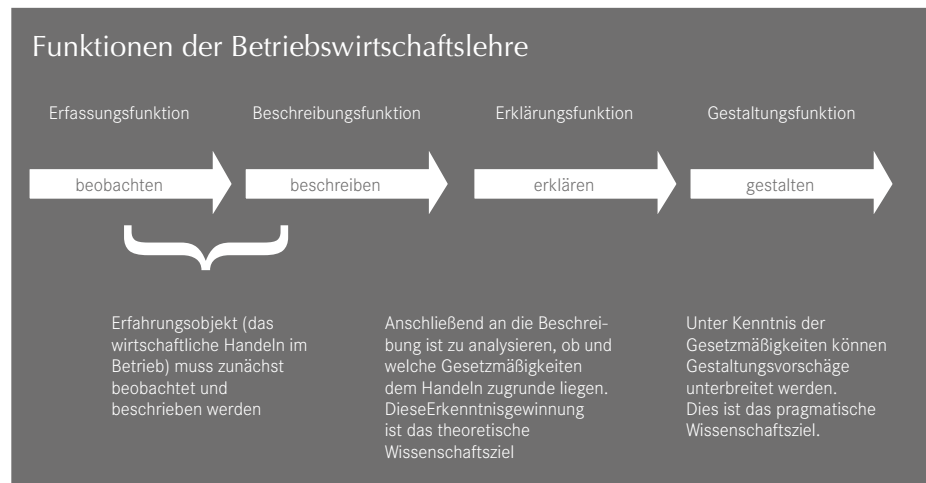 Funktionen der Betriebswirtschaftslehre
Erfassungsfunktion
Beschreibungsfunktion
Erklärungsfunktion
Gestaltungsfunktion
beobachten
beschreiben
erklären
gestalten
Erfahrungsobjekt (das
wirtschaftliche Handeln im
Betrieb) muss zunächst
beobachtet und
beschrieben werden
Anschließend an die Beschrei-
bung ist zu analysieren, ob und
welche Gesetzmäßigkeiten
dem Handeln zugrunde liegen.
DieseErkenntnisgewinnung
ist das theoretische
Wissenschaftsziel
Unter Kenntnis der
Gesetzmäßigkeiten können
Gestaltungsvorschäge
unterbreitet werden.
Dies ist das pragmatische
Wissenschaftsziel.